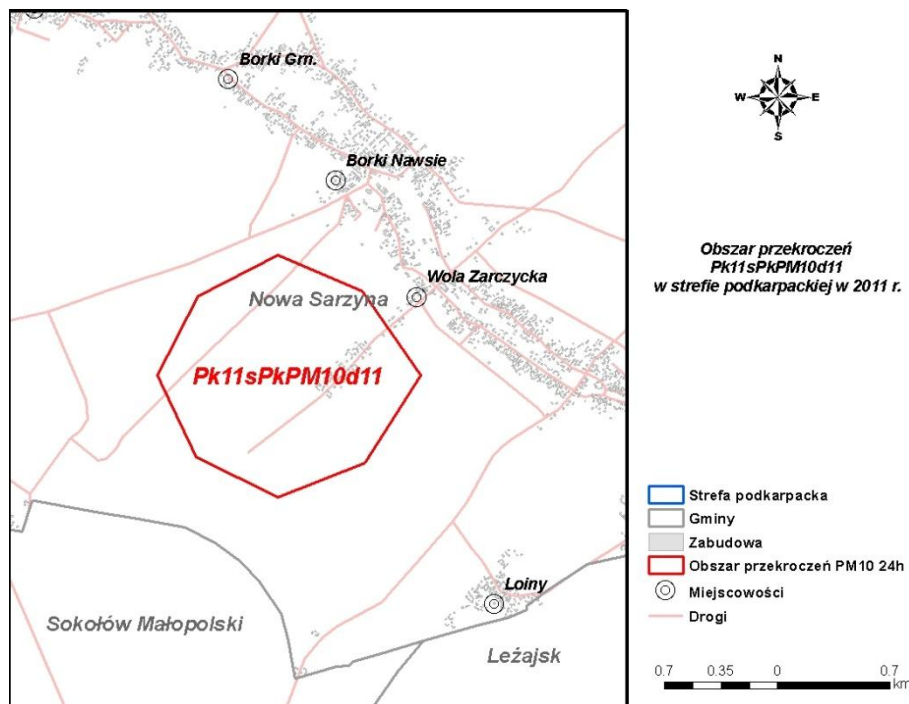 Borki Grn.
Borki Nawsie
Wola Zarczycka
Nowa Sarzyna
Pk11sPkPM10d11
Łoiny
Sokołów Małopolski
Leżajsk
N
W E
S
Obszar przekroczeń
Pk11sPkPM10d11
w strefie podkarpackiej w 2011 r.
Strefa podkarpacka
Gminy
Zabudowa
Obszar przekroczeń PM10 24h
Miejscowości
Drogi
0.7 0.35 0 0.7
km